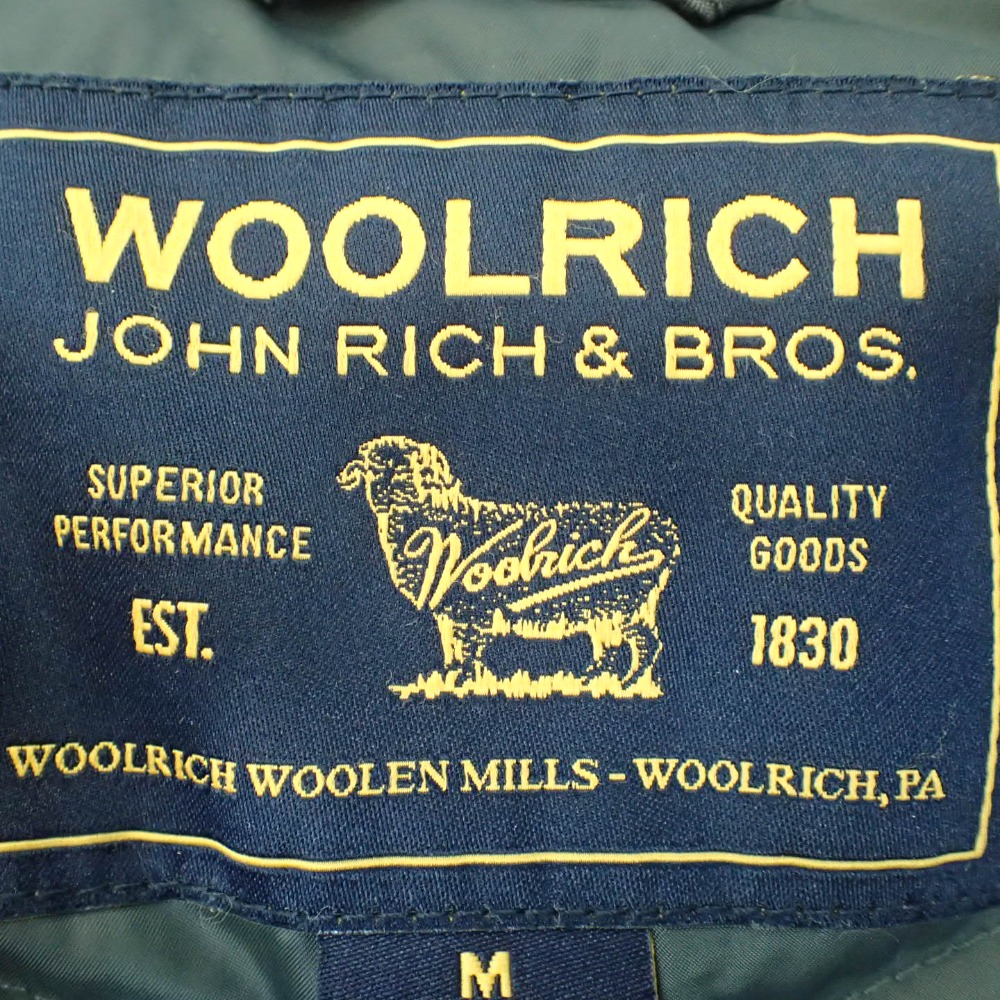 WOOLRICH
JOHN RICH & BROS.
SUPERIOR
PERFORMANCE
EST.
Woolrich
QUALITY
GOODS
1830
WOOLRICH WOOLEN MILLS - WOOLRICH, PA
M